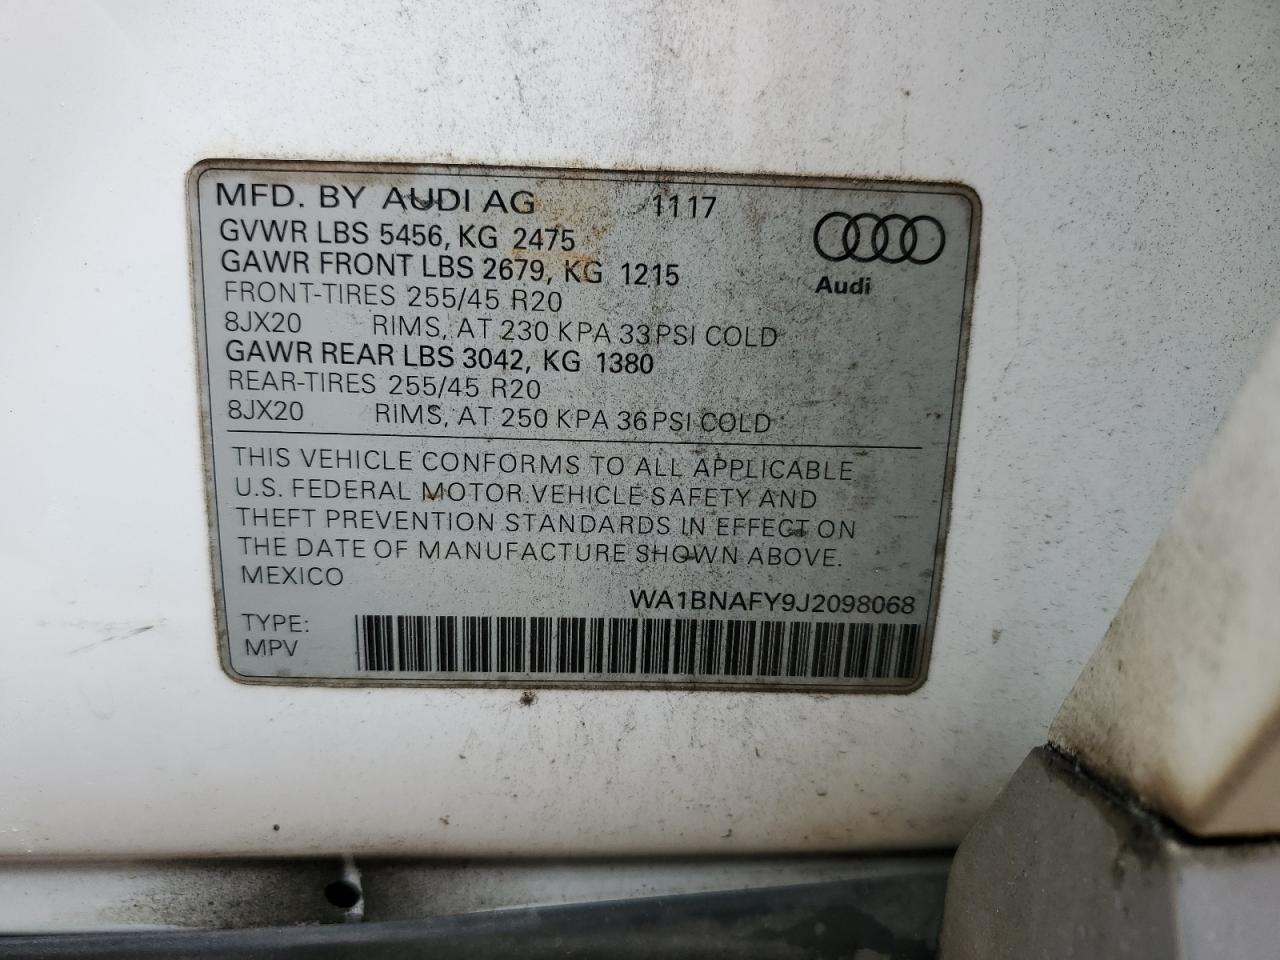 MFD. BY AUDI AG 1117
GVWR LBS 5456, KG 2475
GAWR FRONT LBS 2679, KG 1215
FRONT-TIRES 255/45 R20
8JX20 RIMS, AT 230 KPA 33 PSI COLD
GAWR REAR LBS 3042, KG 1380
REAR-TIRES 255/45 R20
8JX20 RIMS, AT 250 KPA 36 PSI COLD
Audi
THIS VEHICLE CONFORMS TO ALL APPLICABLE
U.S. FEDERAL MOTOR VEHICLE SAFETY AND
THEFT PREVENTION STANDARDS IN EFFECT ON
THE DATE OF MANUFACTURE SHOWN ABOVE.
MEXICO
WA1BNAFY9J2098068
TYPE:
MPV